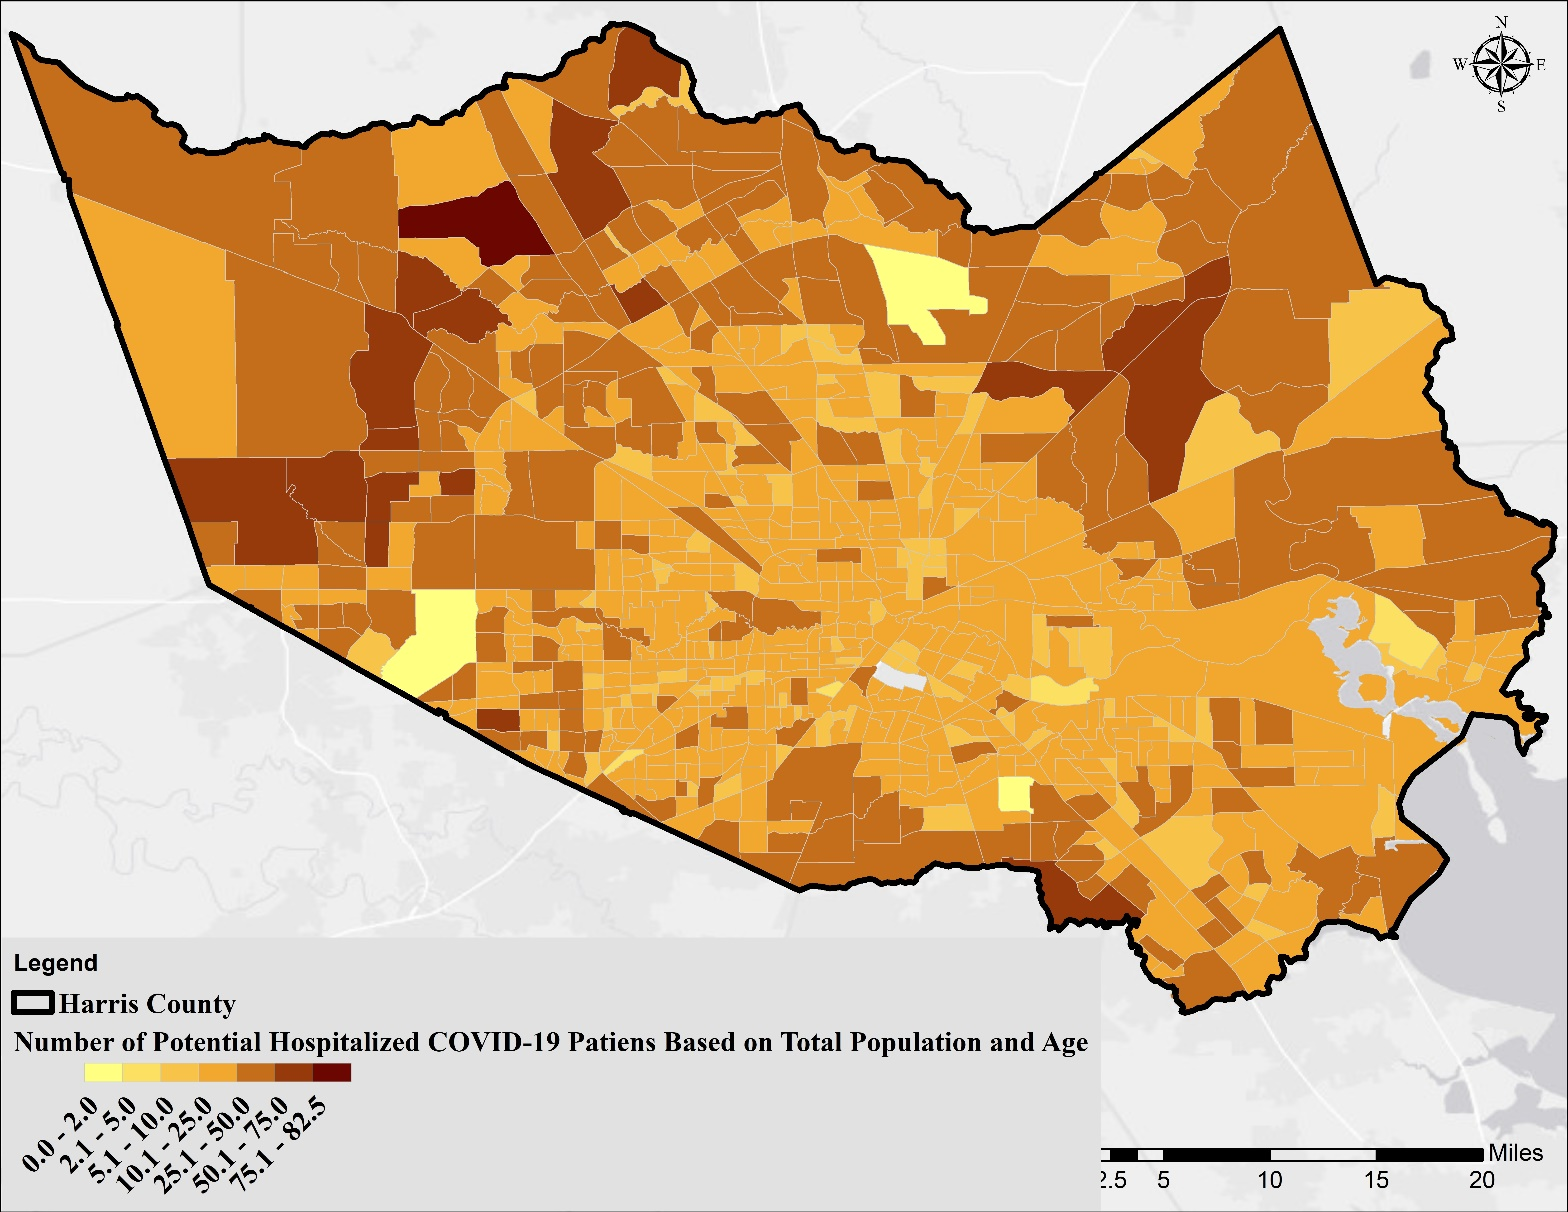 N
W E
S
Legend
Harris County
Number of Potential Hospitalized COVID-19 Patiens Based on Total Population and Age
0.0 - 2.0
2.1 - 5.0
5.1 - 10.0
10.1 - 25.0
25.1 - 50.0
50.1 - 75.0
75.1 - 82.5
Miles
2.5 5 10 15 20